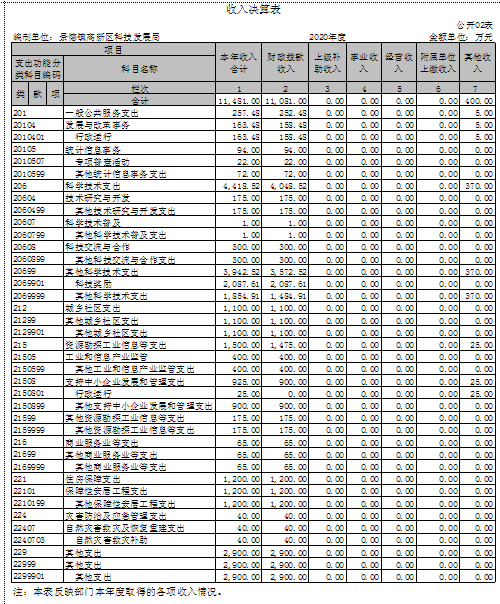 收入决算表
公开02表
编制单位：景德镇高新区科技发展局 2020年度 金额单位：万元
项目 本年收入合计 财政拨款收入 上级补助收入 事业收入 经营收入 附属单位上缴收入 其他收入
支出功能分类科目编码 科目名称
类 款 项 栏次 1 2 3 4 5 6 7
合计 11,481.00 11,081.00 0.00 0.00 0.00 0.00 400.00
201 一般公共服务支出 257.48 252.48 0.00 0.00 0.00 0.00 5.00
20104 发展与改革事务 163.48 158.48 0.00 0.00 0.00 0.00 5.00
2010401 行政运行 163.48 158.48 0.00 0.00 0.00 0.00 5.00
20105 统计信息事务 94.00 94.00 0.00 0.00 0.00 0.00 0.00
2010507 专项普查活动 22.00 22.00 0.00 0.00 0.00 0.00 0.00
2010599 其他统计信息事务支出 72.00 72.00 0.00 0.00 0.00 0.00 0.00
206 科学技术支出 4,418.52 4,048.52 0.00 0.00 0.00 0.00 370.00
20604 技术研究与开发 175.00 175.00 0.00 0.00 0.00 0.00 0.00
2060499 其他技术研究与开发支出 175.00 175.00 0.00 0.00 0.00 0.00 0.00
20607 科学技术普及 1.00 1.00 0.00 0.00 0.00 0.00 0.00
2060799 其他科学技术普及支出 1.00 1.00 0.00 0.00 0.00 0.00 0.00
20608 科技交流与合作 300.00 300.00 0.00 0.00 0.00 0.00 0.00
2060899 其他科技交流与合作支出 300.00 300.00 0.00 0.00 0.00 0.00 0.00
20699 其他科学技术支出 3,942.52 3,572.52 0.00 0.00 0.00 0.00 370.00
2069901 科技奖励 2,087.61 2,087.61 0.00 0.00 0.00 0.00 0.00
2069999 其他科学技术支出 1,854.91 1,484.91 0.00 0.00 0.00 0.00 370.00
212 城乡社区支出 1,100.00 1,100.00 0.00 0.00 0.00 0.00 0.00
21299 其他城乡社区支出 1,100.00 1,100.00 0.00 0.00 0.00 0.00 0.00
2129901 其他城乡社区支出 1,100.00 1,100.00 0.00 0.00 0.00 0.00 0.00
215 资源勘探工业信息等支出 1,500.00 1,475.00 0.00 0.00 0.00 0.00 25.00
21505 工业和信息产业监管 400.00 400.00 0.00 0.00 0.00 0.00 0.00
2150599 其他工业和信息产业监管支出 400.00 400.00 0.00 0.00 0.00 0.00 0.00
21508 支持中小企业发展和管理支出 925.00 900.00 0.00 0.00 0.00 0.00 25.00
2150801 行政运行 25.00 0.00 0.00 0.00 0.00 0.00 25.00
2150899 其他支持中小企业发展和管理支出 900.00 900.00 0.00 0.00 0.00 0.00 0.00
21599 其他资源勘探工业信息等支出 175.00 175.00 0.00 0.00 0.00 0.00 0.00
2159999 其他资源勘探工业信息等支出 175.00 175.00 0.00 0.00 0.00 0.00 0.00
216 商业服务业等支出 65.00 65.00 0.00 0.00 0.00 0.00 0.00
21699 其他商业服务业等支出 65.00 65.00 0.00 0.00 0.00 0.00 0.00
2169999 其他商业服务业等支出 65.00 65.00 0.00 0.00 0.00 0.00 0.00
221 住房保障支出 1,200.00 1,200.00 0.00 0.00 0.00 0.00 0.00
22101 保障性安居工程支出 1,200.00 1,200.00 0.00 0.00 0.00 0.00 0.00
2210199 其他保障性安居工程支出 1,200.00 1,200.00 0.00 0.00 0.00 0.00 0.00
224 灾害防治及应急管理支出 40.00 40.00 0.00 0.00 0.00 0.00 0.00
22407 自然灾害救灾及恢复重建支出 40.00 40.00 0.00 0.00 0.00 0.00 0.00
2240703 自然灾害救灾补助 40.00 40.00 0.00 0.00 0.00 0.00 0.00
229 其他支出 2,900.00 2,900.00 0.00 0.00 0.00 0.00 0.00
22999 其他支出 2,900.00 2,900.00 0.00 0.00 0.00 0.00 0.00
2299901 其他支出 2,900.00 2,900.00 0.00 0.00 0.00 0.00 0.00
注：本表反映部门本年度取得的各项收入情况。